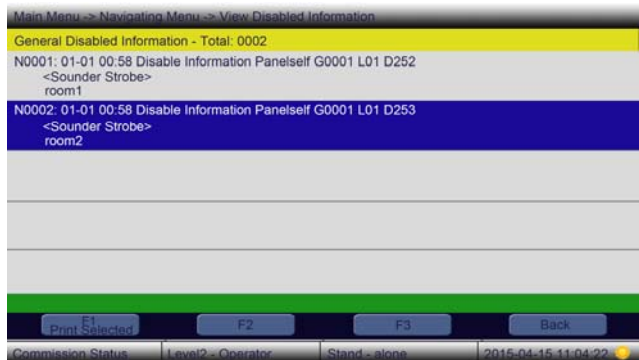 Main Menu -> Navigating Menu -> View Disabled Information
General Disabled Information - Total: 0002
N0001: 01-01 00:58 Disable Information Panelself G0001 L01 D252
<Sounder Strobe>
room1
N0002: 01-01 00:58 Disable Information Panelself G0001 L01 D253
<Sounder Strobe>
room2
F1
Print Selected
F2
F3
Back
Commission Status
Level2 - Operator
Stand - alone
2015-04-15 11:04:22